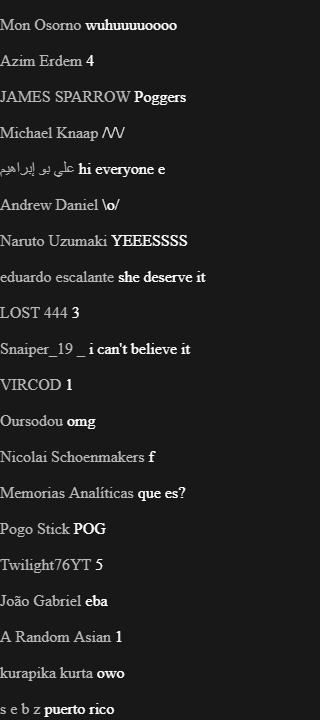 Mon Osorno wuhuuuuoooo
Azim Erdem 4
JAMES SPARROW Poggers
Michael Knaap /\/\/
علي بو إبراهيم hi everyone e
Andrew Daniel \o/
Naruto Uzumaki YEEESSSS
eduardo escalante she deserve it
LOST 444 3
Snaiper_19 _ i can't believe it
VIRCOD 1
Oursodou omg
Nicolai Schoenmakers f
Memorias Analíticas que es?
Pogo Stick POG
Twilight76YT 5
João Gabriel eba
A Random Asian 1
kurapika kurta owo
s e b z puerto rico